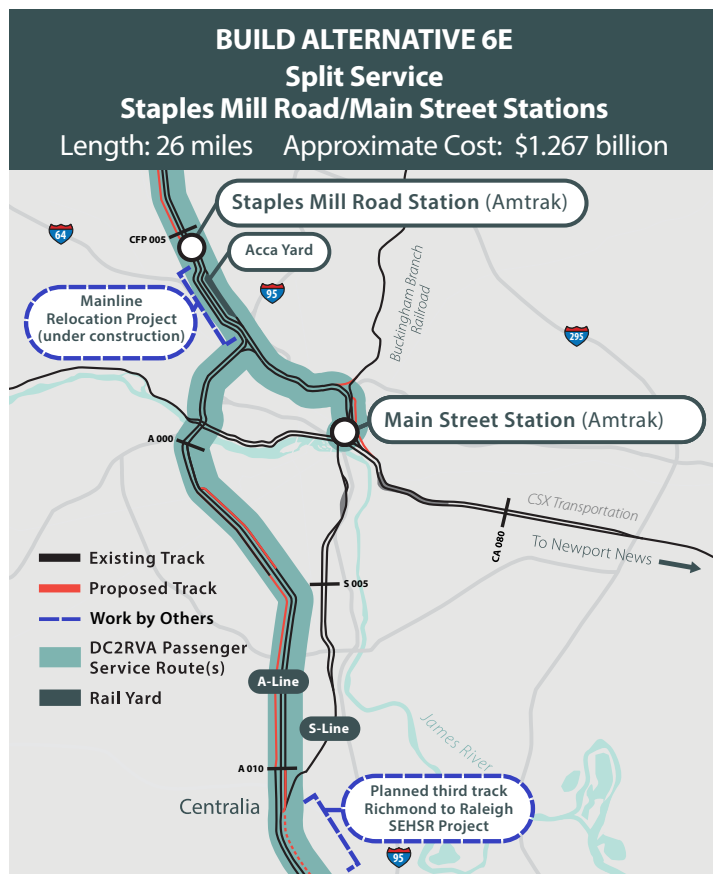 BUILD ALTERNATIVE 6E
Split Service
Staples Mill Road/Main Street Stations
Length: 26 miles Approximate Cost: $1.267 billion
Staples Mill Road Station (Amtrak)
64
CFP 005
Acca Yard
95
Mainline
Relocation Project
(under construction)
Buckingham Branch
Railroad
295
Main Street Station (Amtrak)
A 000
CSX Transportation
CA 080
To Newport News
Existing Track
Proposed Track
Work by Others
DC2RVA Passenger
Service Route(s)
Rail Yard
S 005
A-Line
S-Line
James River
A 010
Centralia
Planned third track
Richmond to Raleigh
SEHSR Project
95